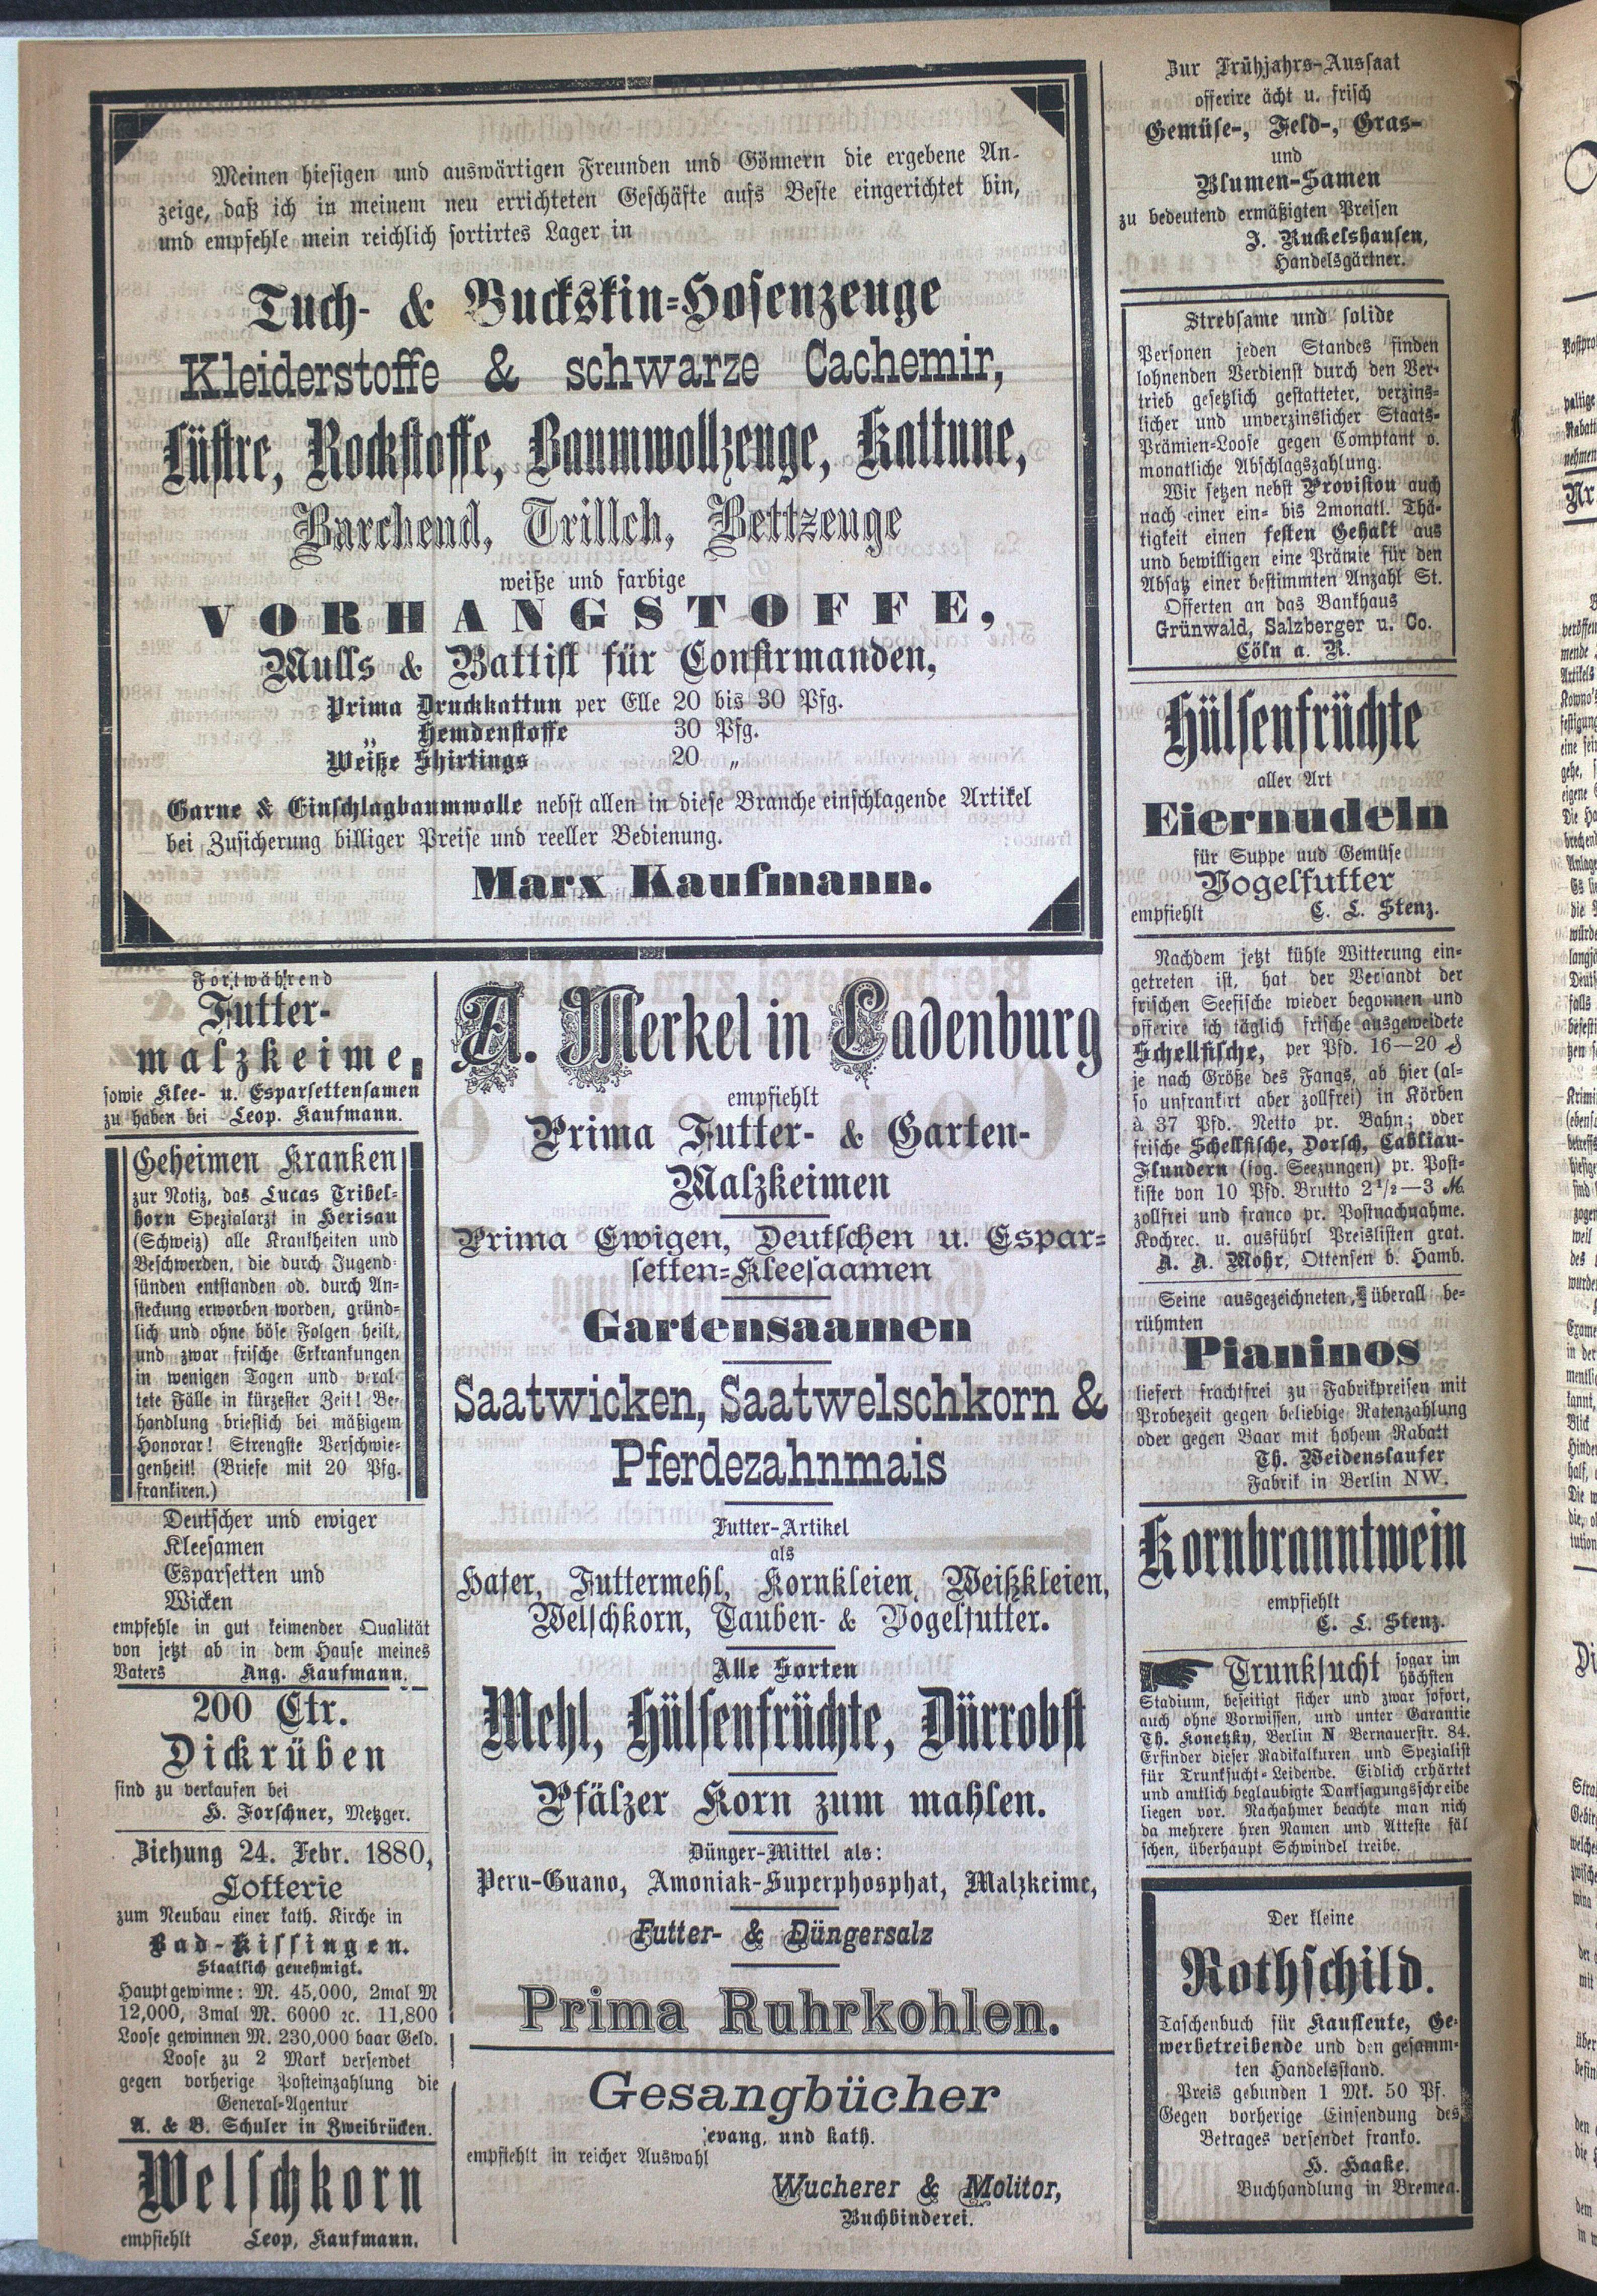 Meinen hiesigen und auswärtigen Freunden und Gönnern die ergebene An-
zeige, daß ich in meinem neu errichteten Geschäfte aufs Beste eingerichtet bin,
und empfehle mein reichlich sortirtes Lager in
Tuch- & Buckskin-Hosenzeuge
Kleiderstoffe & schwarze Cachemir,
Lüstre, Rockstoffe, Baumwollzeuge, Kattune,
Barchend, Trillch, Bettzeuge
weiße und farbige
VORHANGSTOFFE,
Mulls & Battist für Confirmanden,
Prima Druckkattun per Elle 20 bis 30 Pfg.
„ Hemdenstoffe 30 Pfg.
Weiße Shirtings 20 „
Garne & Einschlagbaumwolle nebst allen in diese Branche einschlagende Artikel
bei Zusicherung billiger Preise und reeller Bedienung.
Marx Kaufmann.
Fortwährend
Futter-
malzkeime,
sowie Klee- u. Esparsettensamen
zu haben bei Leop. Kaufmann.
Geheimen Kranken
zur Notiz, das Lucas Tribel-
horn Spezialarzt in Herisau
(Schweiz) alle Krankheiten und
Beschwerden, die durch Jugend-
sünden entstanden od. durch An-
steckung erworben worden, gründ-
lich und ohne böse Folgen heilt,
und zwar frische Erkrankungen
in wenigen Tagen und veral
tete Fälle in kürzester Zeit! Be-
handlung brieflich bei mäßigem
Honorar! Strengste Verschwie-
genheit! (Briefe mit 20 Pfg.
frankiren.)
Deutscher und ewiger
Kleesamen
Esparsetten und
Wicken
empfehle in gut keimender Qualität
von jetzt ab in dem Hause meines
Vaters Aug. Kaufmann.
200 Ctr.
Dickrüben
sind zu verkaufen bei
H. Forschner, Metzger.
Ziehung 24. Febr. 1880,
Lotterie
zum Neubau einer kath. Kirche in
Bad-Kissingen.
Staatlich genehmigt.
Hauptgewinne: M. 45,000, 2mal M
12,000, 3mal M. 6000 ꝛc. 11,800
Loose gewinnen M. 230,000 baar Geld.
Loose zu 2 Mark versendet
gegen vorherige Posteinzahlung die
General-Agentur
A. & B. Schuler in Zweibrücken.
Welschkorn
empfiehlt Leop, Kaufmann.
A. Merkel in Ladenburg
empfiehlt
Prima Futter- & Garten-
Malzkeimen
Prima Ewigen, Deutschen u. Espar-
setten-Kleesaamen
Gartensaamen
Saatwicken, Saatwelschkorn &
Pferdezahnmais
Futter-Artikel
als
Hafer, Futtermehl, Kornkleien, Weißkleien,
Welschkorn, Tauben- & Vogelfutter.
Alle Sorten
Mehl, Hülsenfrüchte, Dürrobst
Pfälzer Korn zum mahlen.
Dünger-Mittel als:
Peru-Guano, Amoniak-Superphosphat, Malzkeime,
Futter- & Düngersalz
Prima Ruhrkohlen.
Gesangbücher
evang. und kath.
empfiehlt in reicher Auswahl
Wucherer & Molitor,
Buchbinderei.
Zur Frühjahrs-Aussaat
offerire ächt u. frisch
Gemüse-, Feld-, Gras-
und
Blumen-Samen
zu bedeutend ermäßigten Preisen
J. Ruckelshausen,
Handelsgärtner.
Strebsame und solide
Personen jeden Standes finden
lohnenden Verdienst durch den Ver-
trieb gesetzlich gestatteter, verzins-
licher und unverzinslicher Staats-
Prämien-Loose gegen Comptant o.
monatliche Abschlagszahlung.
Wir setzen nebst Provision auch
nach einer ein- bis 2monatl. Thä-
tigkeit einen festen Gehalt aus
und bewilligen eine Prämie für den
Absatz einer bestimmten Anzahl St.
Offerten an das Bankhaus
Grünwald, Salzberger u. Co.
Cöln a. R.
Hülsenfrüchte
aller Art
Eiernudeln
für Suppe und Gemüse
Vogelfutter
empfiehlt C. L. Stenz.
Nachdem jetzt kühle Witterung ein-
getreten ist, hat der Versandt der
frischen Seefische wieder begonnen und
offerire ich täglich frische ausgeweidete
Schellfische, per Pfd. 16—20 ₰
je nach Größe des Fangs, ab hier (al-
so unfrankirt aber zollfrei) in Körben
à 37 Pfd. Netto pr. Bahn; oder
frische Schellfische, Dorsch, Cabliau-
Flundern (sog. Seezungen) pr. Post-
kiste von 10 Pfd. Brutto 2½—3 M.
zollfrei und franco pr. Postnachnahme.
Kochrec. u. ausführl Preislisten grat.
A. A. Mohr, Ottensen b. Hamb.
Seine ausgezeichneten, überall be-
rühmten
Pianinos
liefert frachtfrei zu Fabrikpreisen mit
Probezeit gegen beliebige Ratenzahlung
oder gegen Baar mit hohem Rabatt
Th. Weidenslaufer
Fabrik in Berlin NW.
Kornbranntwein
empfiehlt
C. L. Stenz.
Trunksucht sogar im
höchsten
Stadium, beseitigt sicher und zwar sofort,
auch ohne Vorwissen, und unter Garantie
Th. Konetzky, Berlin N Bernauerstr. 84.
Erfinder dieser Radikalkuren und Spezialist
für Trunksucht-Leidende. Eidlich erhärtet
und amtlich beglaubigte Danksagungsschreibe
liegen vor. Nachahmer beachte man nich
da mehrere hren Namen und Atteste fäl
schen, überhaupt Schwindel treibe.
Der kleine
Rothschild.
Taschenbuch für Kaufleute, Ge-
werbetreibende und den gesamm-
ten Handelsstand.
Preis gebunden 1 Mk. 50 Pf.
Gegen vorherige Einsendung des
Betrages versendet franko.
H. Haake.
Buchhandlung in Bremen.